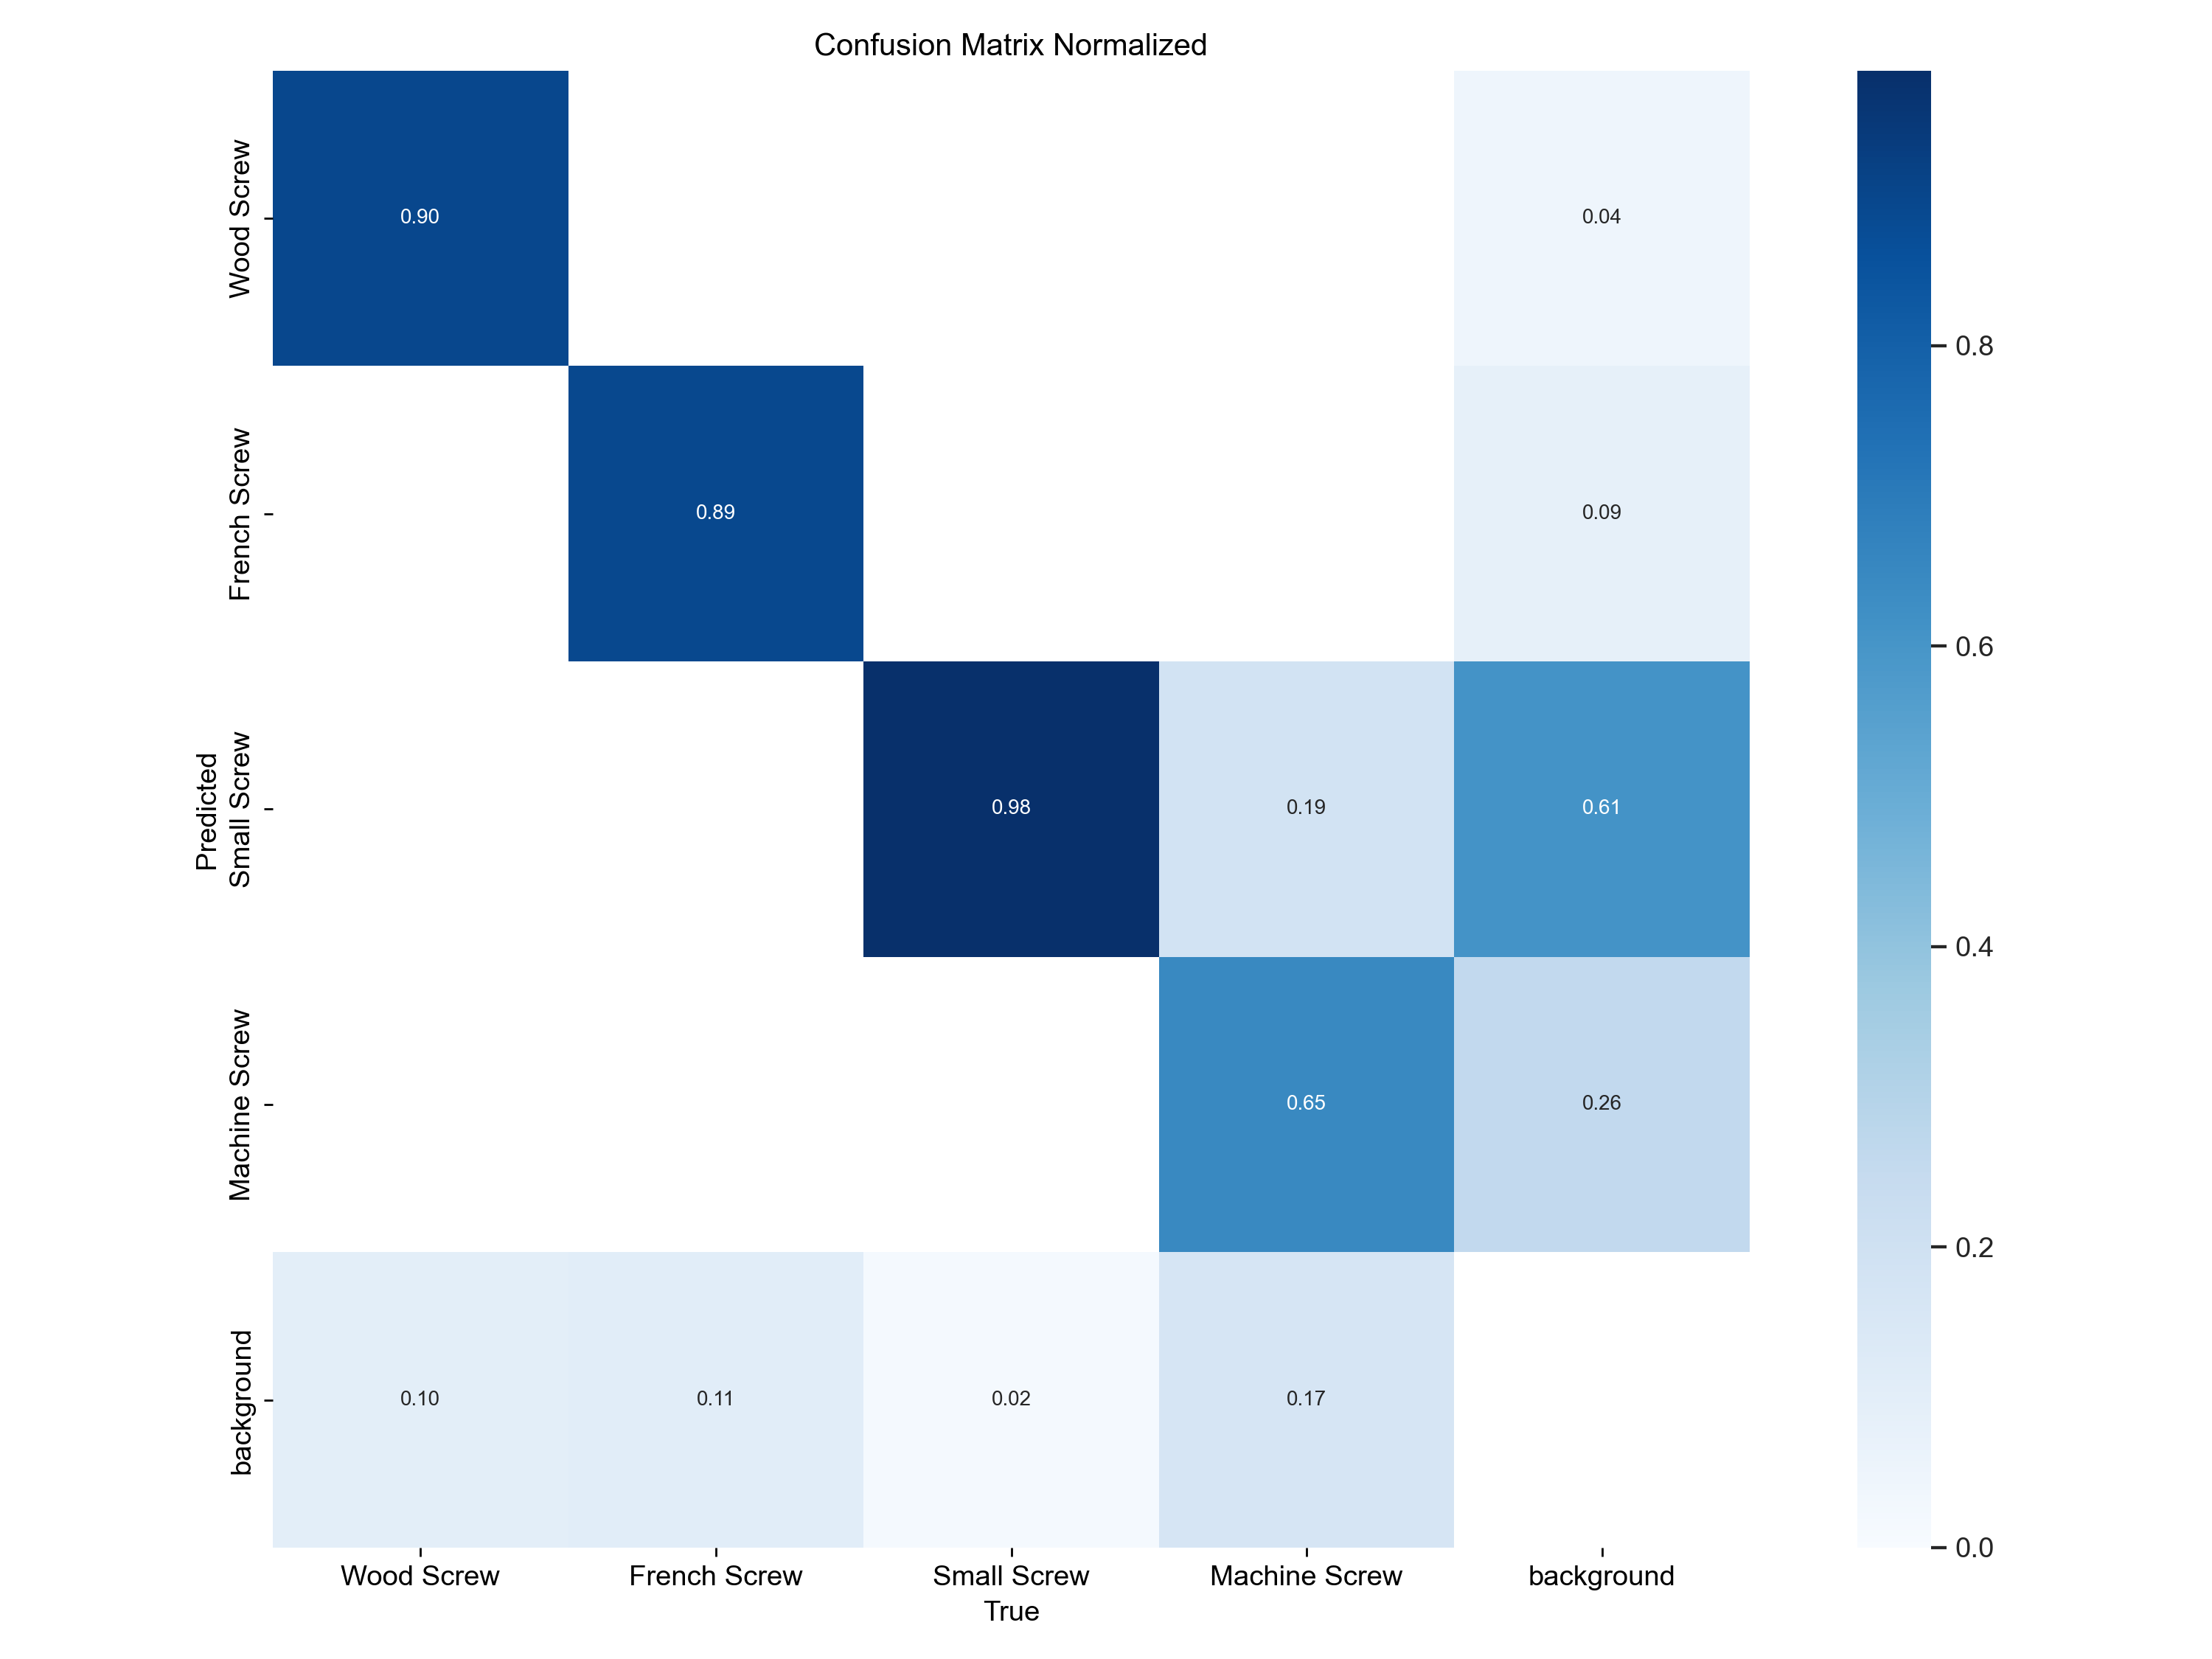 Confusion Matrix Normalized
Wood Screw
0.90
0.04
0.8
French Screw
0.89
0.09
0.6
Predicted
Small Screw
0.98
0.19
0.61
0.4
Machine Screw
0.65
0.26
0.2
background
0.10
0.11
0.02
0.17
0.0
Wood Screw
French Screw
Small Screw
Machine Screw
background
True